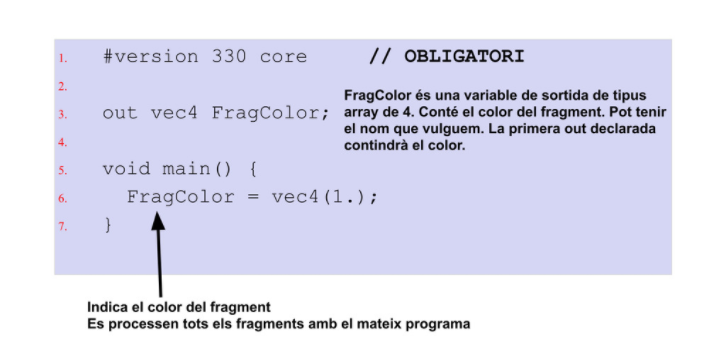 1. #version 330 core // OBLIGATORI
2.
3. out vec4 FragColor;
FragColor és una variable de sortida de tipus
array de 4. Conté el color del fragment. Pot tenir
el nom que vulguem. La primera out declarada
contindrà el color.
4.
5. void main() {
6. FragColor = vec4(1.);
7. }
Indica el color del fragment
Es processen tots els fragments amb el mateix programa